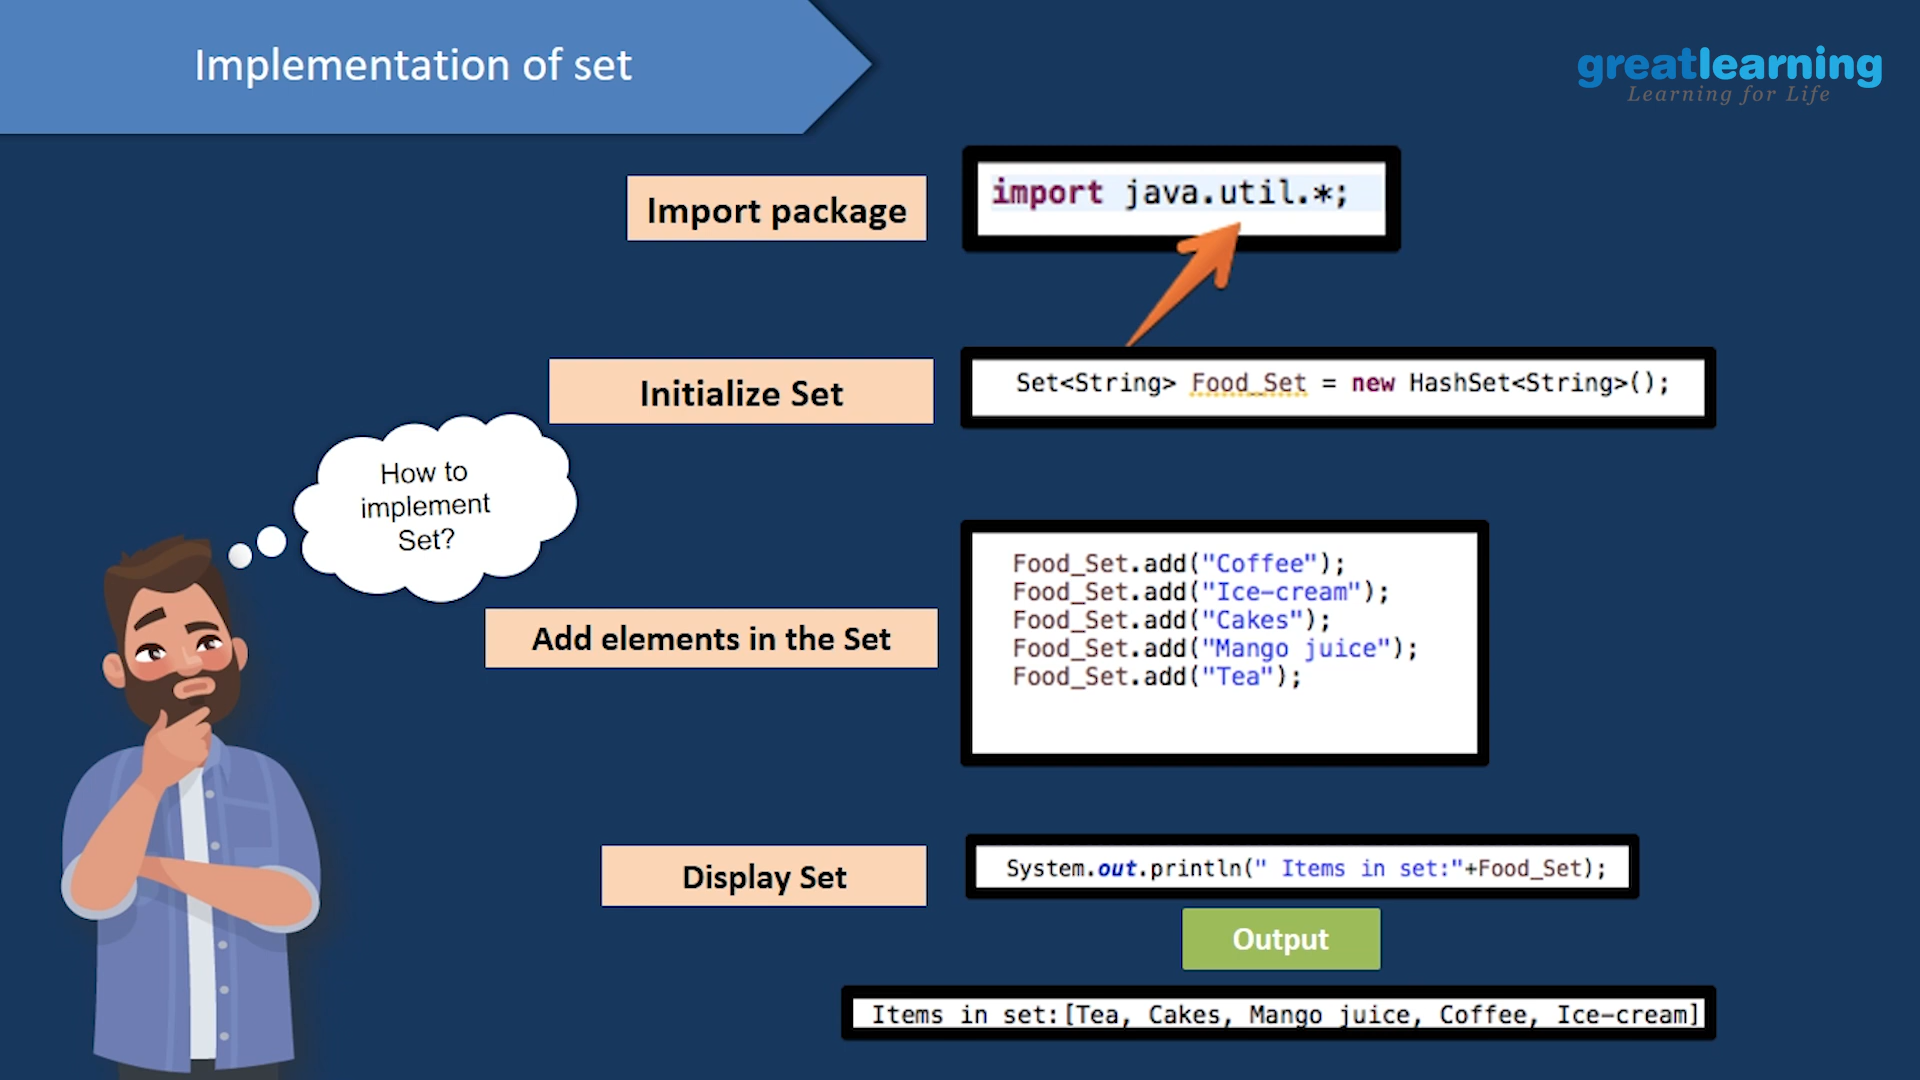 Implementation of set
greatlearning
Learning for Life
Import package
import java.util.*;
Initialize Set
Set<String> Food_Set = new HashSet<String>();
How to
implement
Set?
Add elements in the Set
Food_Set.add("Coffee");
Food_Set.add("Ice-cream");
Food_Set.add("Cakes");
Food_Set.add("Mango juice");
Food_Set.add("Tea");
Display Set
System.out.println(" Items in set:"+Food_Set);
Output
Items in set:[Tea, Cakes, Mango juice, Coffee, Ice-cream]